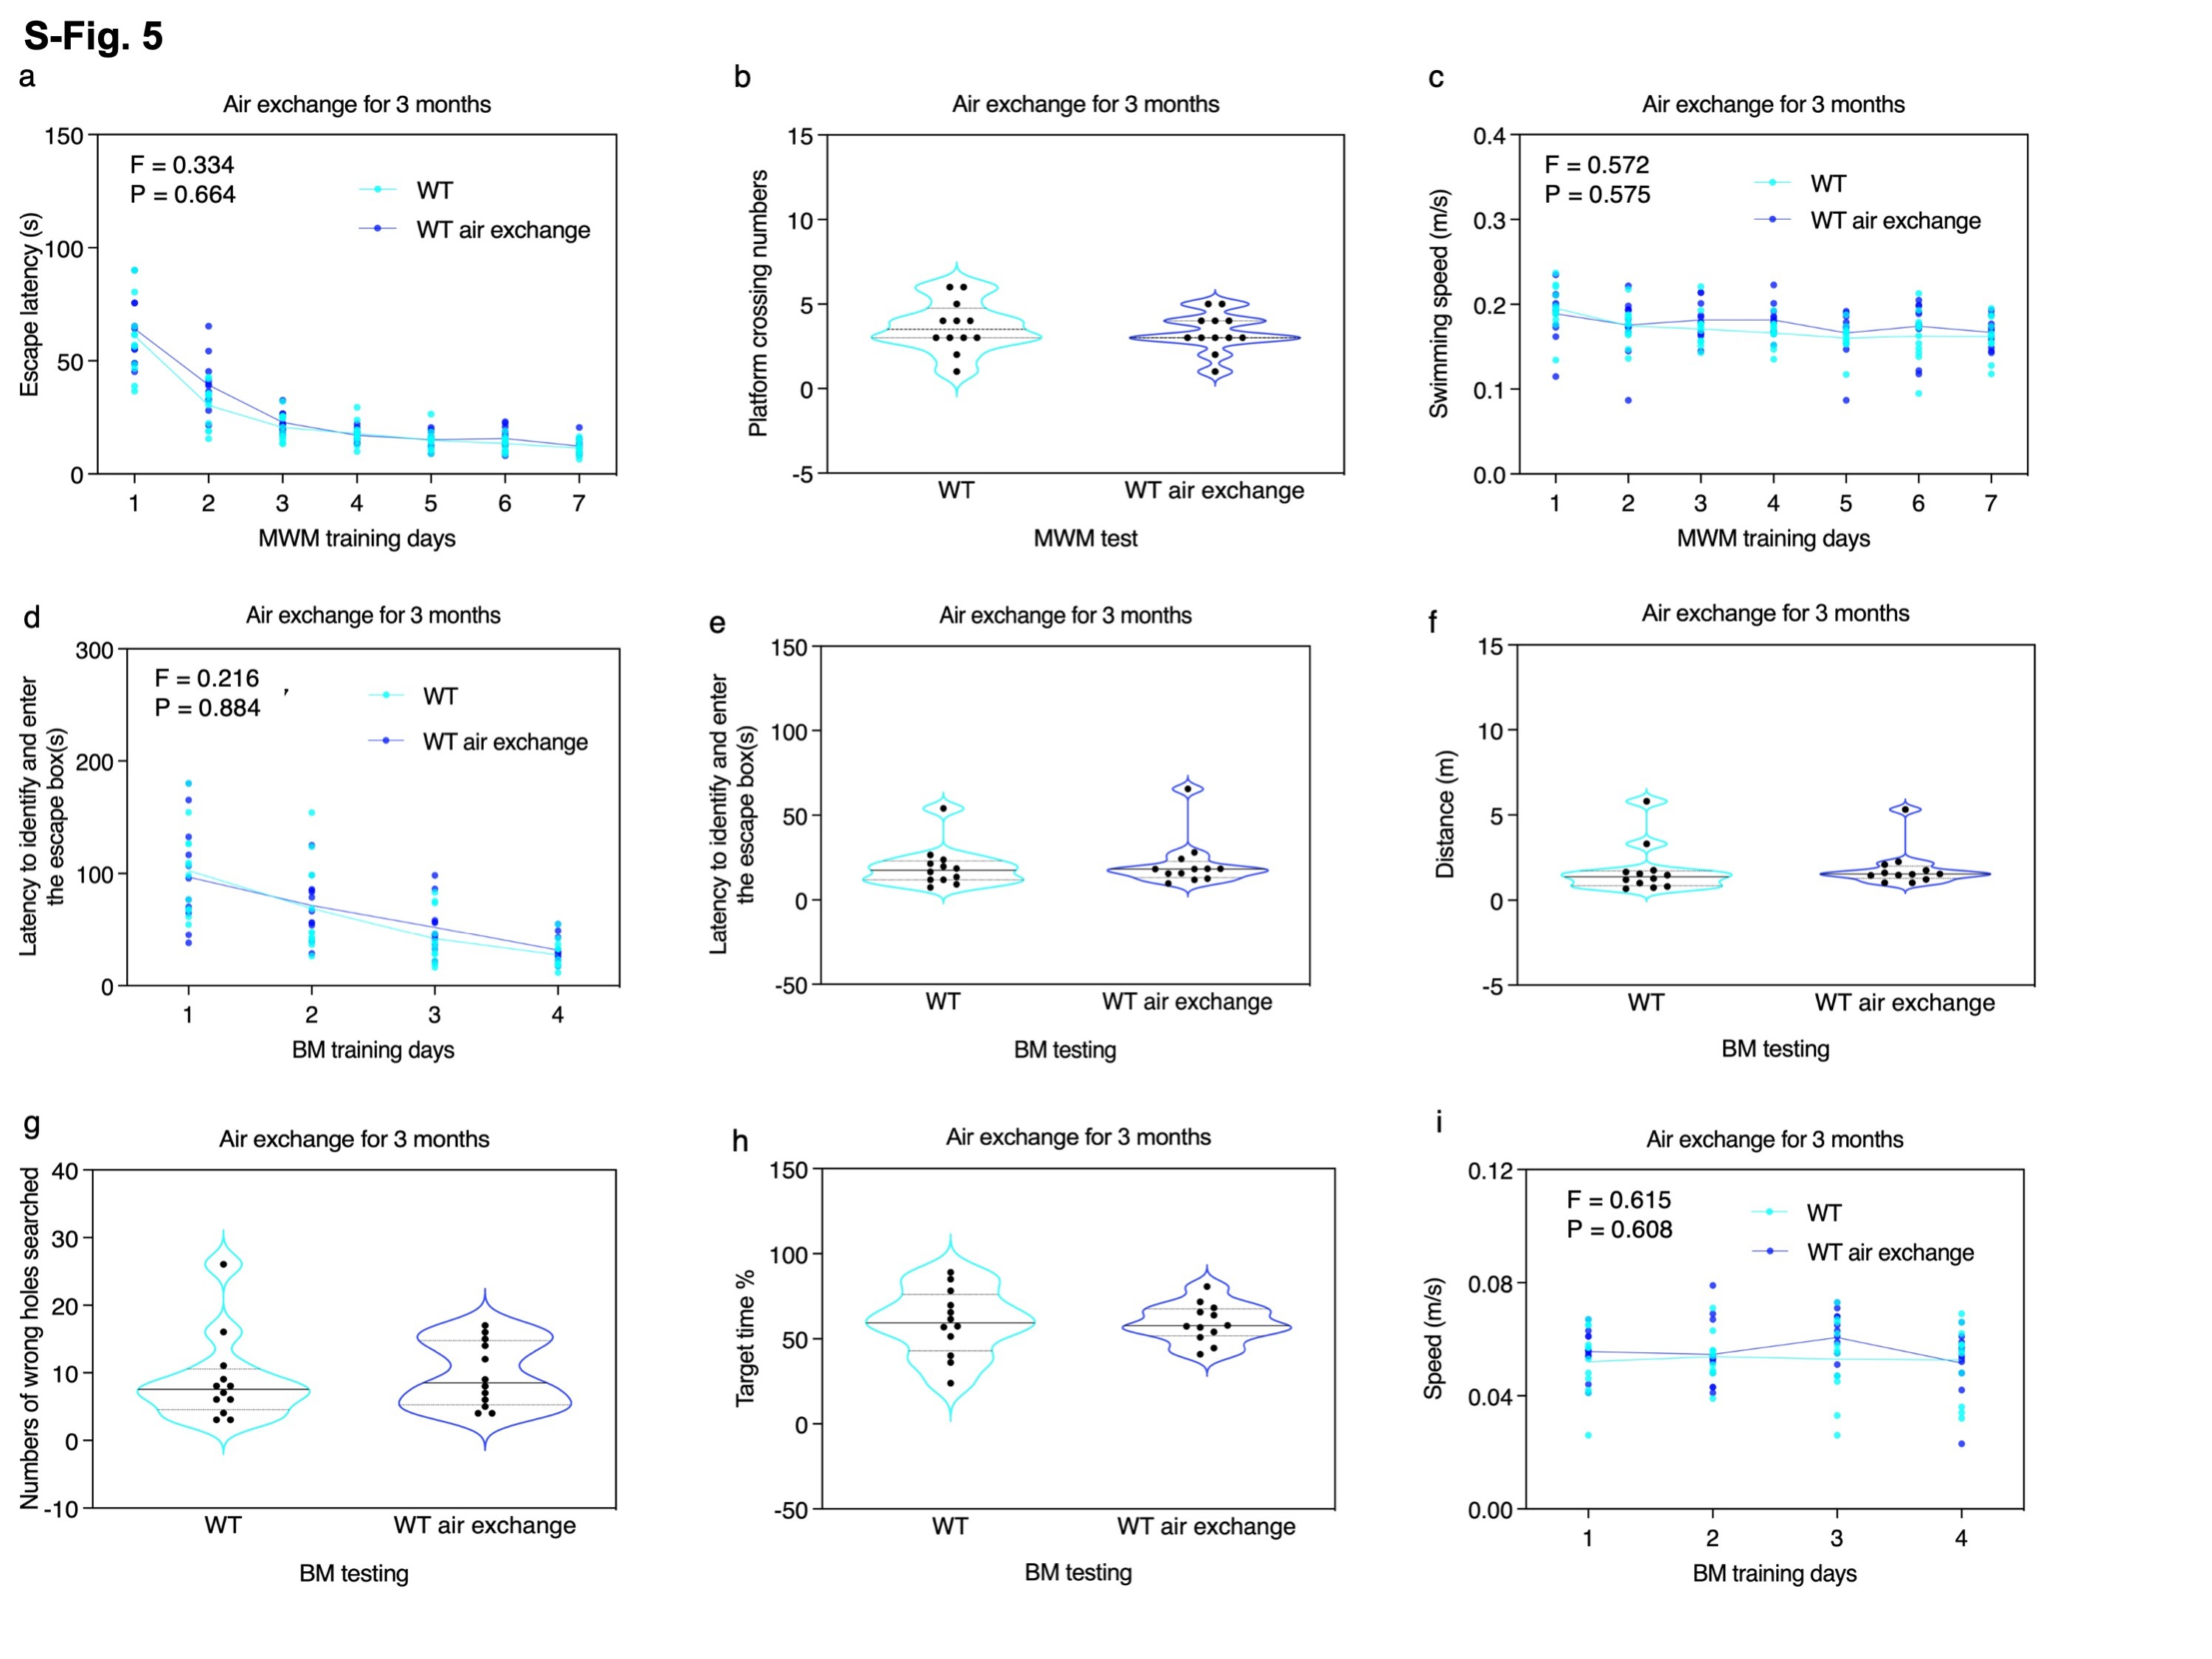 S-Fig. 5
a
Air exchange for 3 months
150
100
50
0
Escape latency (s)
F = 0.334
P = 0.664
WT
WT air exchange
1 2 3 4 5 6 7
MWM training days
b
Air exchange for 3 months
15
10
5
0
-5
Platform crossing numbers
WT WT air exchange
MWM test
c
Air exchange for 3 months
0.4
0.3
0.2
0.1
0.0
Swimming speed (m/s)
F = 0.572
P = 0.575
WT
WT air exchange
1 2 3 4 5 6 7
MWM training days
d
Air exchange for 3 months
300
200
100
0
Latency to identify and enter
the escape box(s)
F = 0.216
P = 0.884
WT
WT air exchange
1 2 3 4
BM training days
e
Air exchange for 3 months
150
100
50
0
-50
Latency to identify and enter
the escape box(s)
WT WT air exchange
BM testing
f
Air exchange for 3 months
15
10
5
0
-5
Distance (m)
WT WT air exchange
BM testing
g
Air exchange for 3 months
40
30
20
10
0
-10
Numbers of wrong holes searched
WT WT air exchange
BM testing
h
Air exchange for 3 months
150
100
50
0
-50
Target time %
WT WT air exchange
BM testing
i
Air exchange for 3 months
0.12
0.08
0.04
0.00
Speed (m/s)
F = 0.615
P = 0.608
WT
WT air exchange
1 2 3 4
BM training days